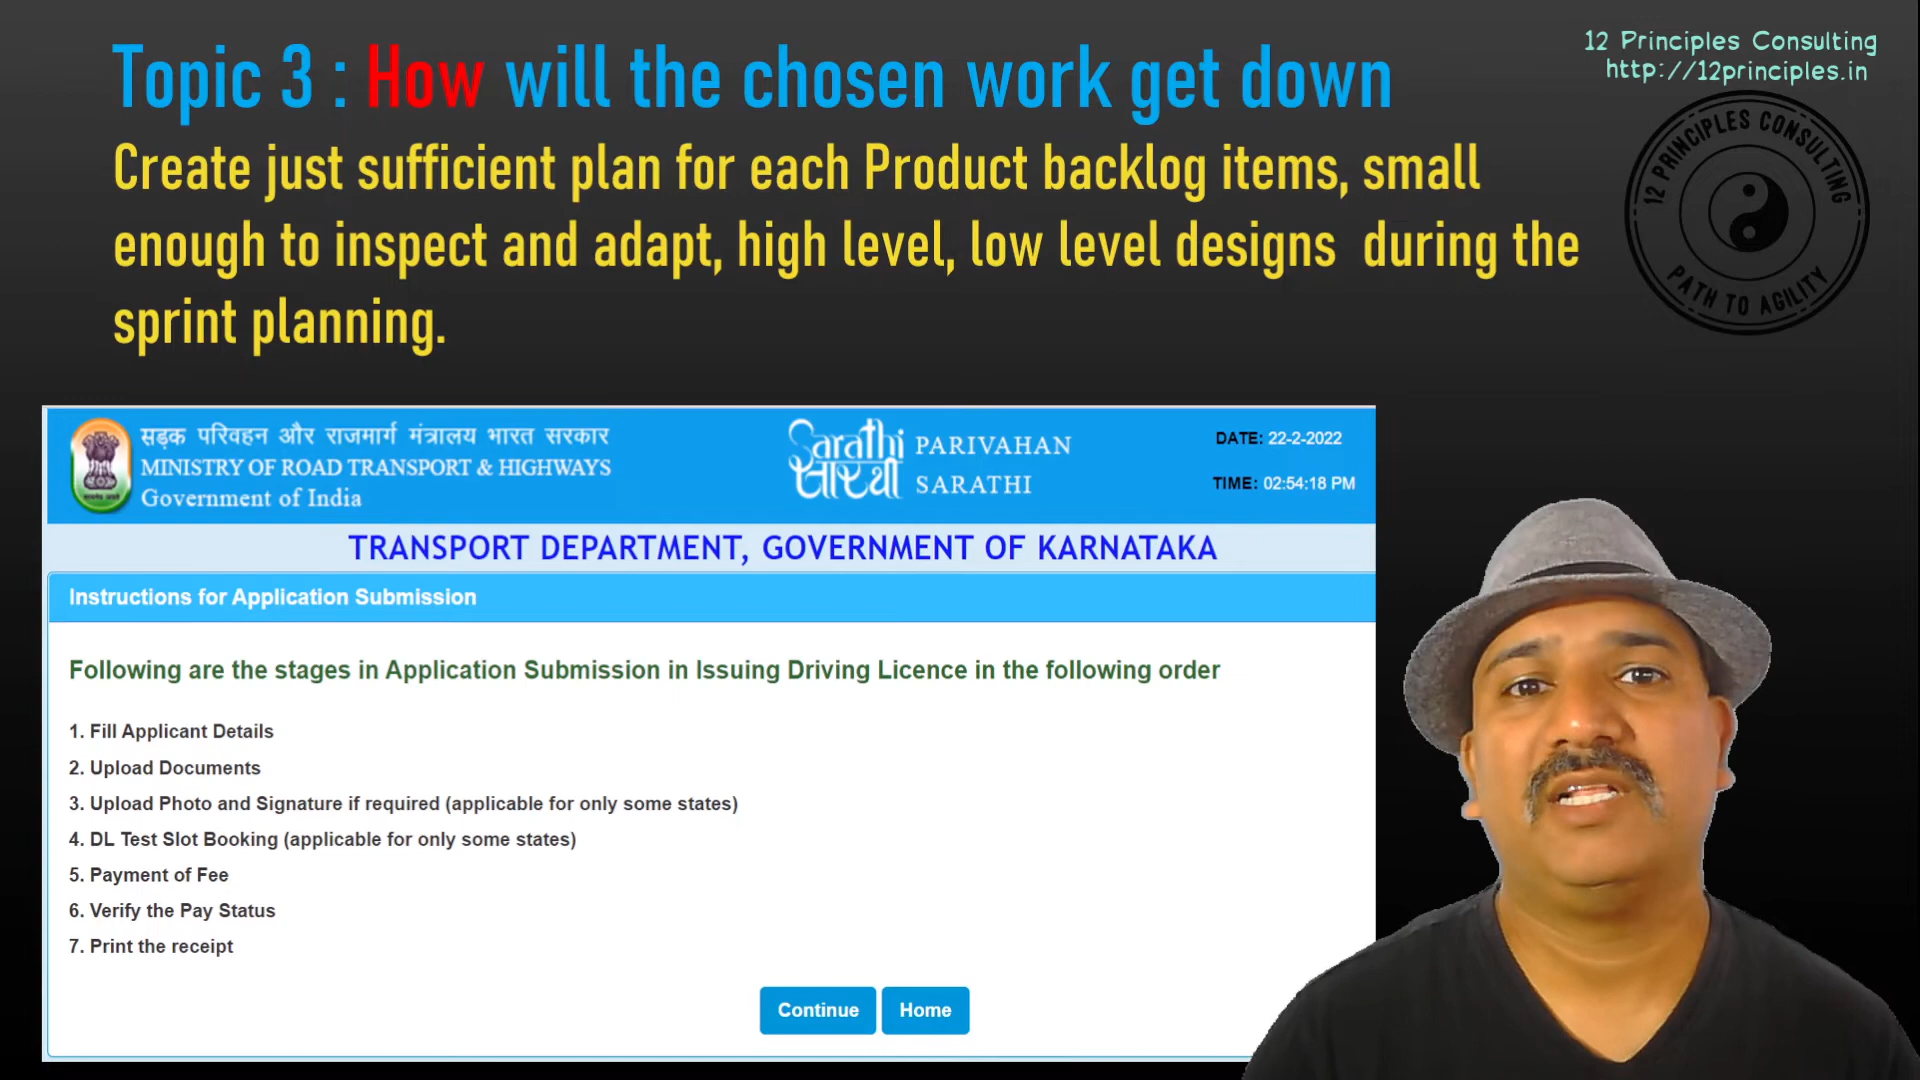 Topic 3 : How will the chosen work get down
12 Principles Consulting
http://12principles.in
Create just sufficient plan for each Product backlog items, small
enough to inspect and adapt, high level, low level designs during the
sprint planning.
12 PRINCIPLES CONSULTING
PATH TO AGILITY
सड़क परिवहन और राजमार्ग मंत्रालय भारत सरकार
MINISTRY OF ROAD TRANSPORT & HIGHWAYS
Government of India
Sarathi
सारथी
PARIVAHAN
SARATHI
DATE: 22-2-2022
TIME: 02:54:18 PM
TRANSPORT DEPARTMENT, GOVERNMENT OF KARNATAKA
Instructions for Application Submission
Following are the stages in Application Submission in Issuing Driving Licence in the following order
1. Fill Applicant Details
2. Upload Documents
3. Upload Photo and Signature if required (applicable for only some states)
4. DL Test Slot Booking (applicable for only some states)
5. Payment of Fee
6. Verify the Pay Status
7. Print the receipt
Continue
Home